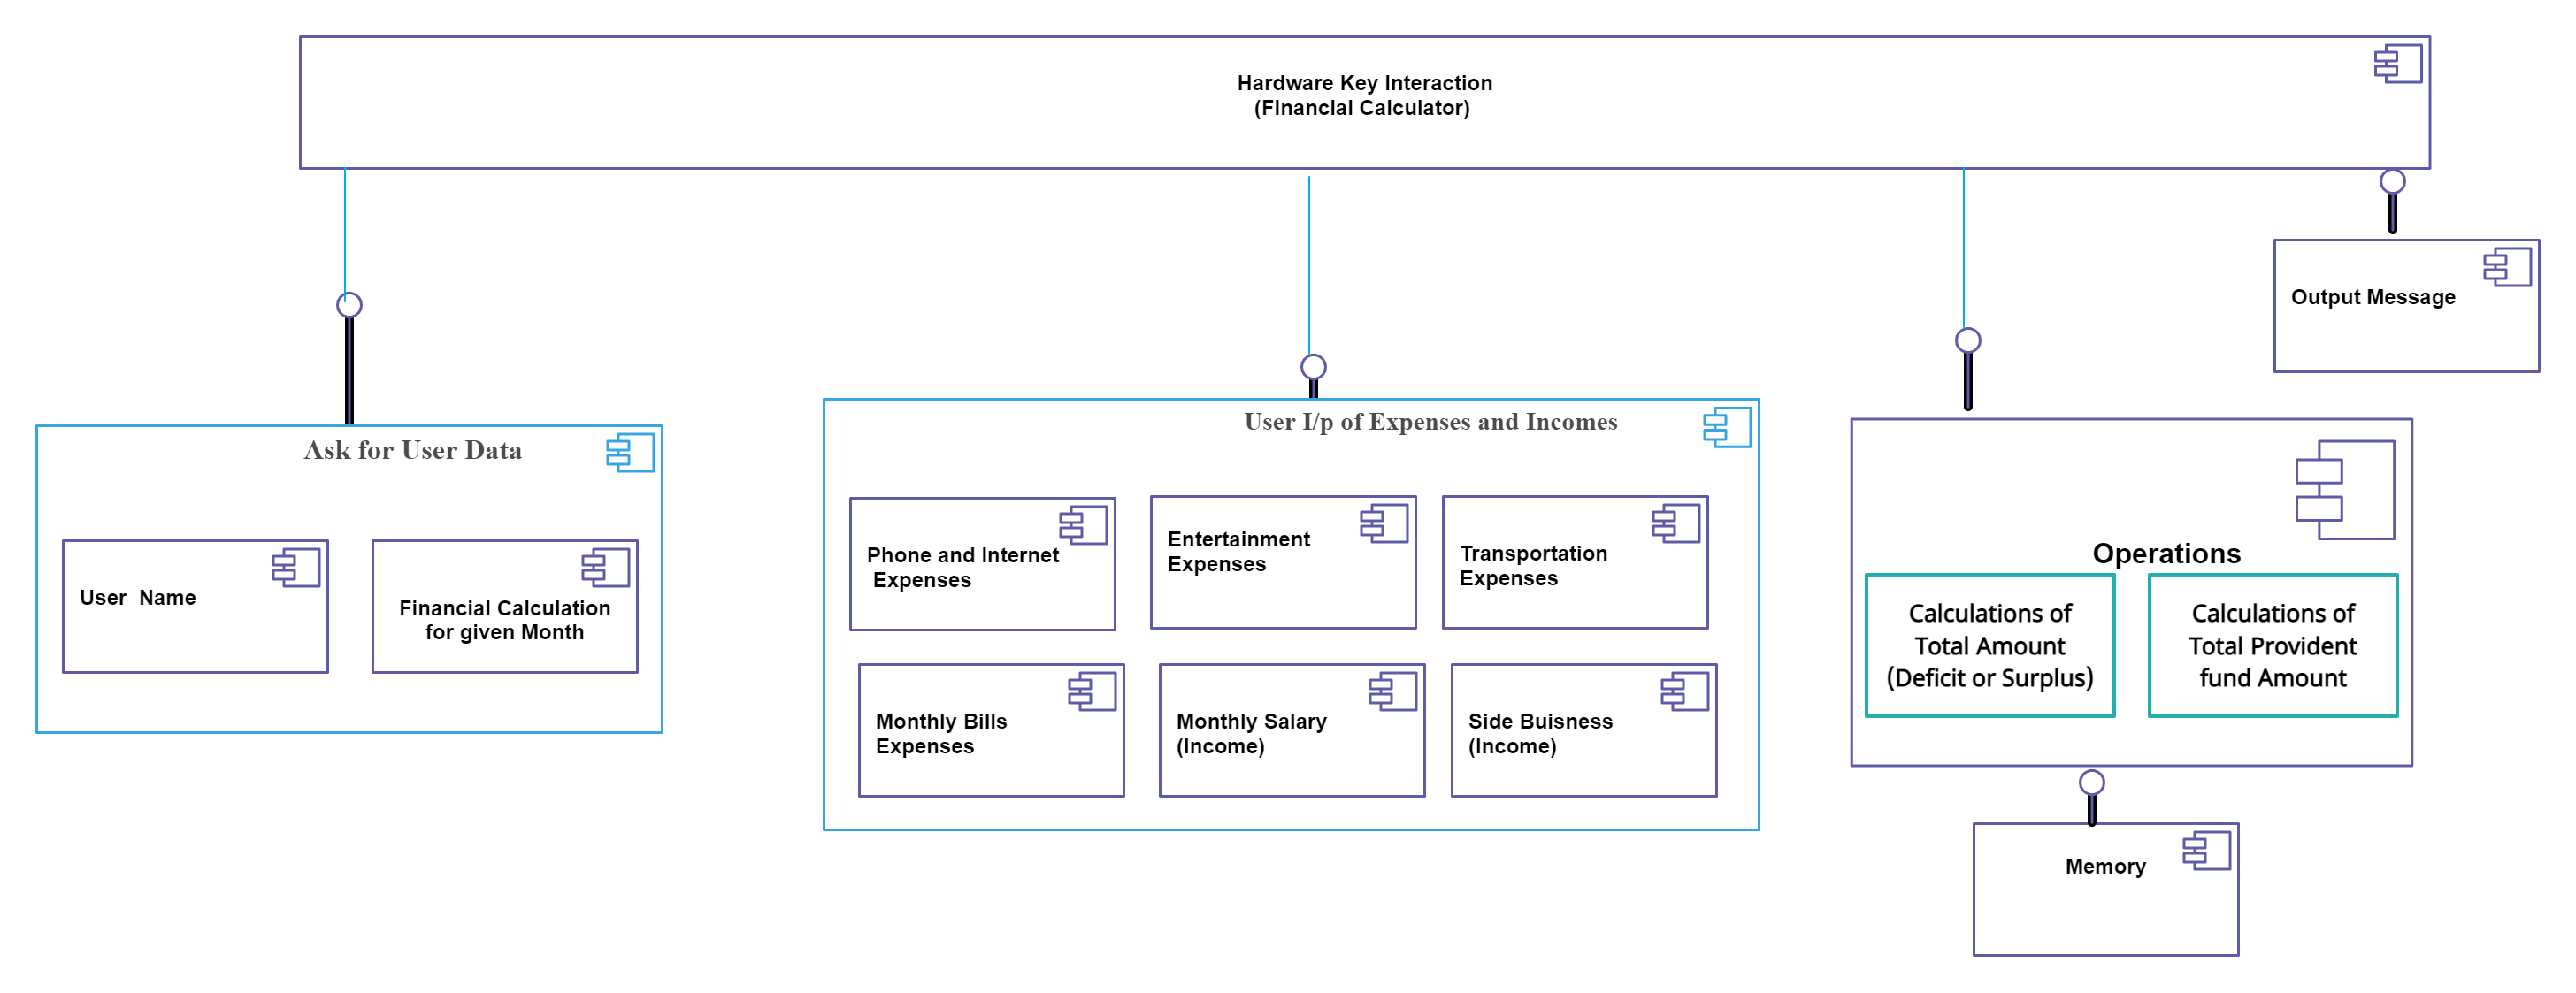 Hardware Key Interaction
(Financial Calculator)
Output Message
Ask for User Data
User Name
Financial Calculation
for given Month
User I/p of Expenses and Incomes
Phone and Internet
Expenses
Entertainment
Expenses
Transportation
Expenses
Monthly Bills
Expenses
Monthly Salary
(Income)
Side Buisness
(Income)
Operations
Calculations of
Total Amount
(Deficit or Surplus)
Calculations of
Total Provident
fund Amount
Memory